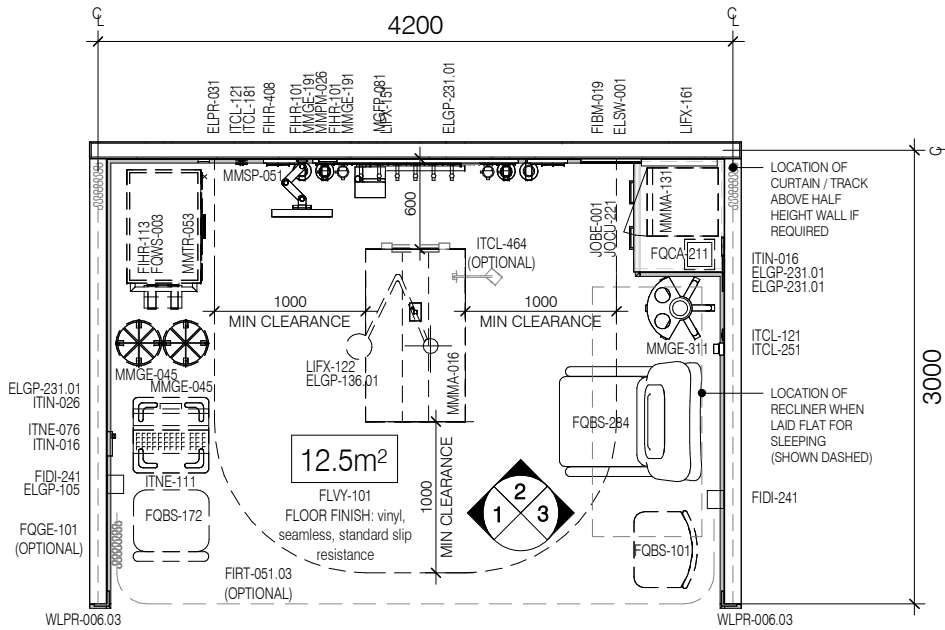 ℄
4200
℄
ELPR-031
ITCL-121
ITCL-181
FIHR-408
FIHR-101
MMGE-191
MMPM-026
FIHR-101
MMGE-191
LIFX-151
ELGP-231.01
FIBM-019
ELSW-001
LIFX-161
℄
MMSP-051
600
LOCATION OF
CURTAIN / TRACK
ABOVE HALF
HEIGHT WALL IF
REQUIRED
FIHR-113
FQWS-003
MMTR-053
JOBE-001
JOCU-221
MMMA-131
FQCA-211
ITCL-464
(OPTIONAL)
ITIN-016
ELGP-231.01
ELGP-231.01
1000
MIN CLEARANCE
1000
MIN CLEARANCE
MMGE-311
ITCL-121
ITCL-251
3000
MMGE-045
MMGE-045
LIFX-122
ELGP-136.01
MMMA-016
ELGP-231.01
ITIN-026
LOCATION OF
RECLINER WHEN
LAID FLAT FOR
SLEEPING
(SHOWN DASHED)
FQBS-284
ITNE-076
ITIN-016
12.5m²
FIDI-241
ELGP-105
ITNE-111
FLVY-101
FLOOR FINISH: vinyl,
seamless, standard slip
resistance
1000
MIN CLEARANCE
2
1
3
FIDI-241
FQGE-101
(OPTIONAL)
FQBS-172
FQBS-101
FIRT-051.03
(OPTIONAL)
WLPR-006.03
WLPR-006.03